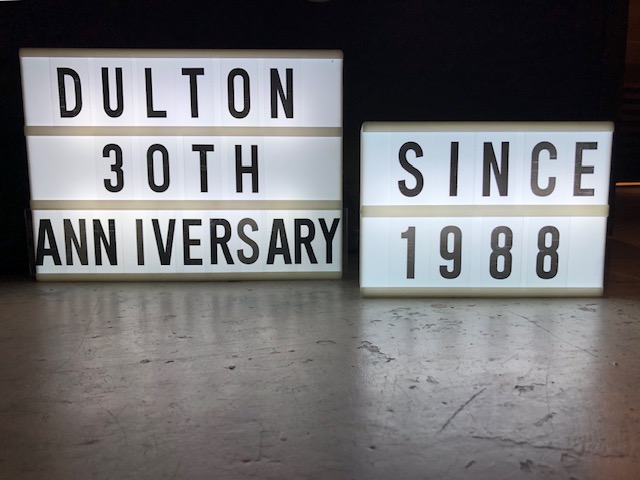 DULTON
30TH
ANNIVERSARY
SINCE
1988